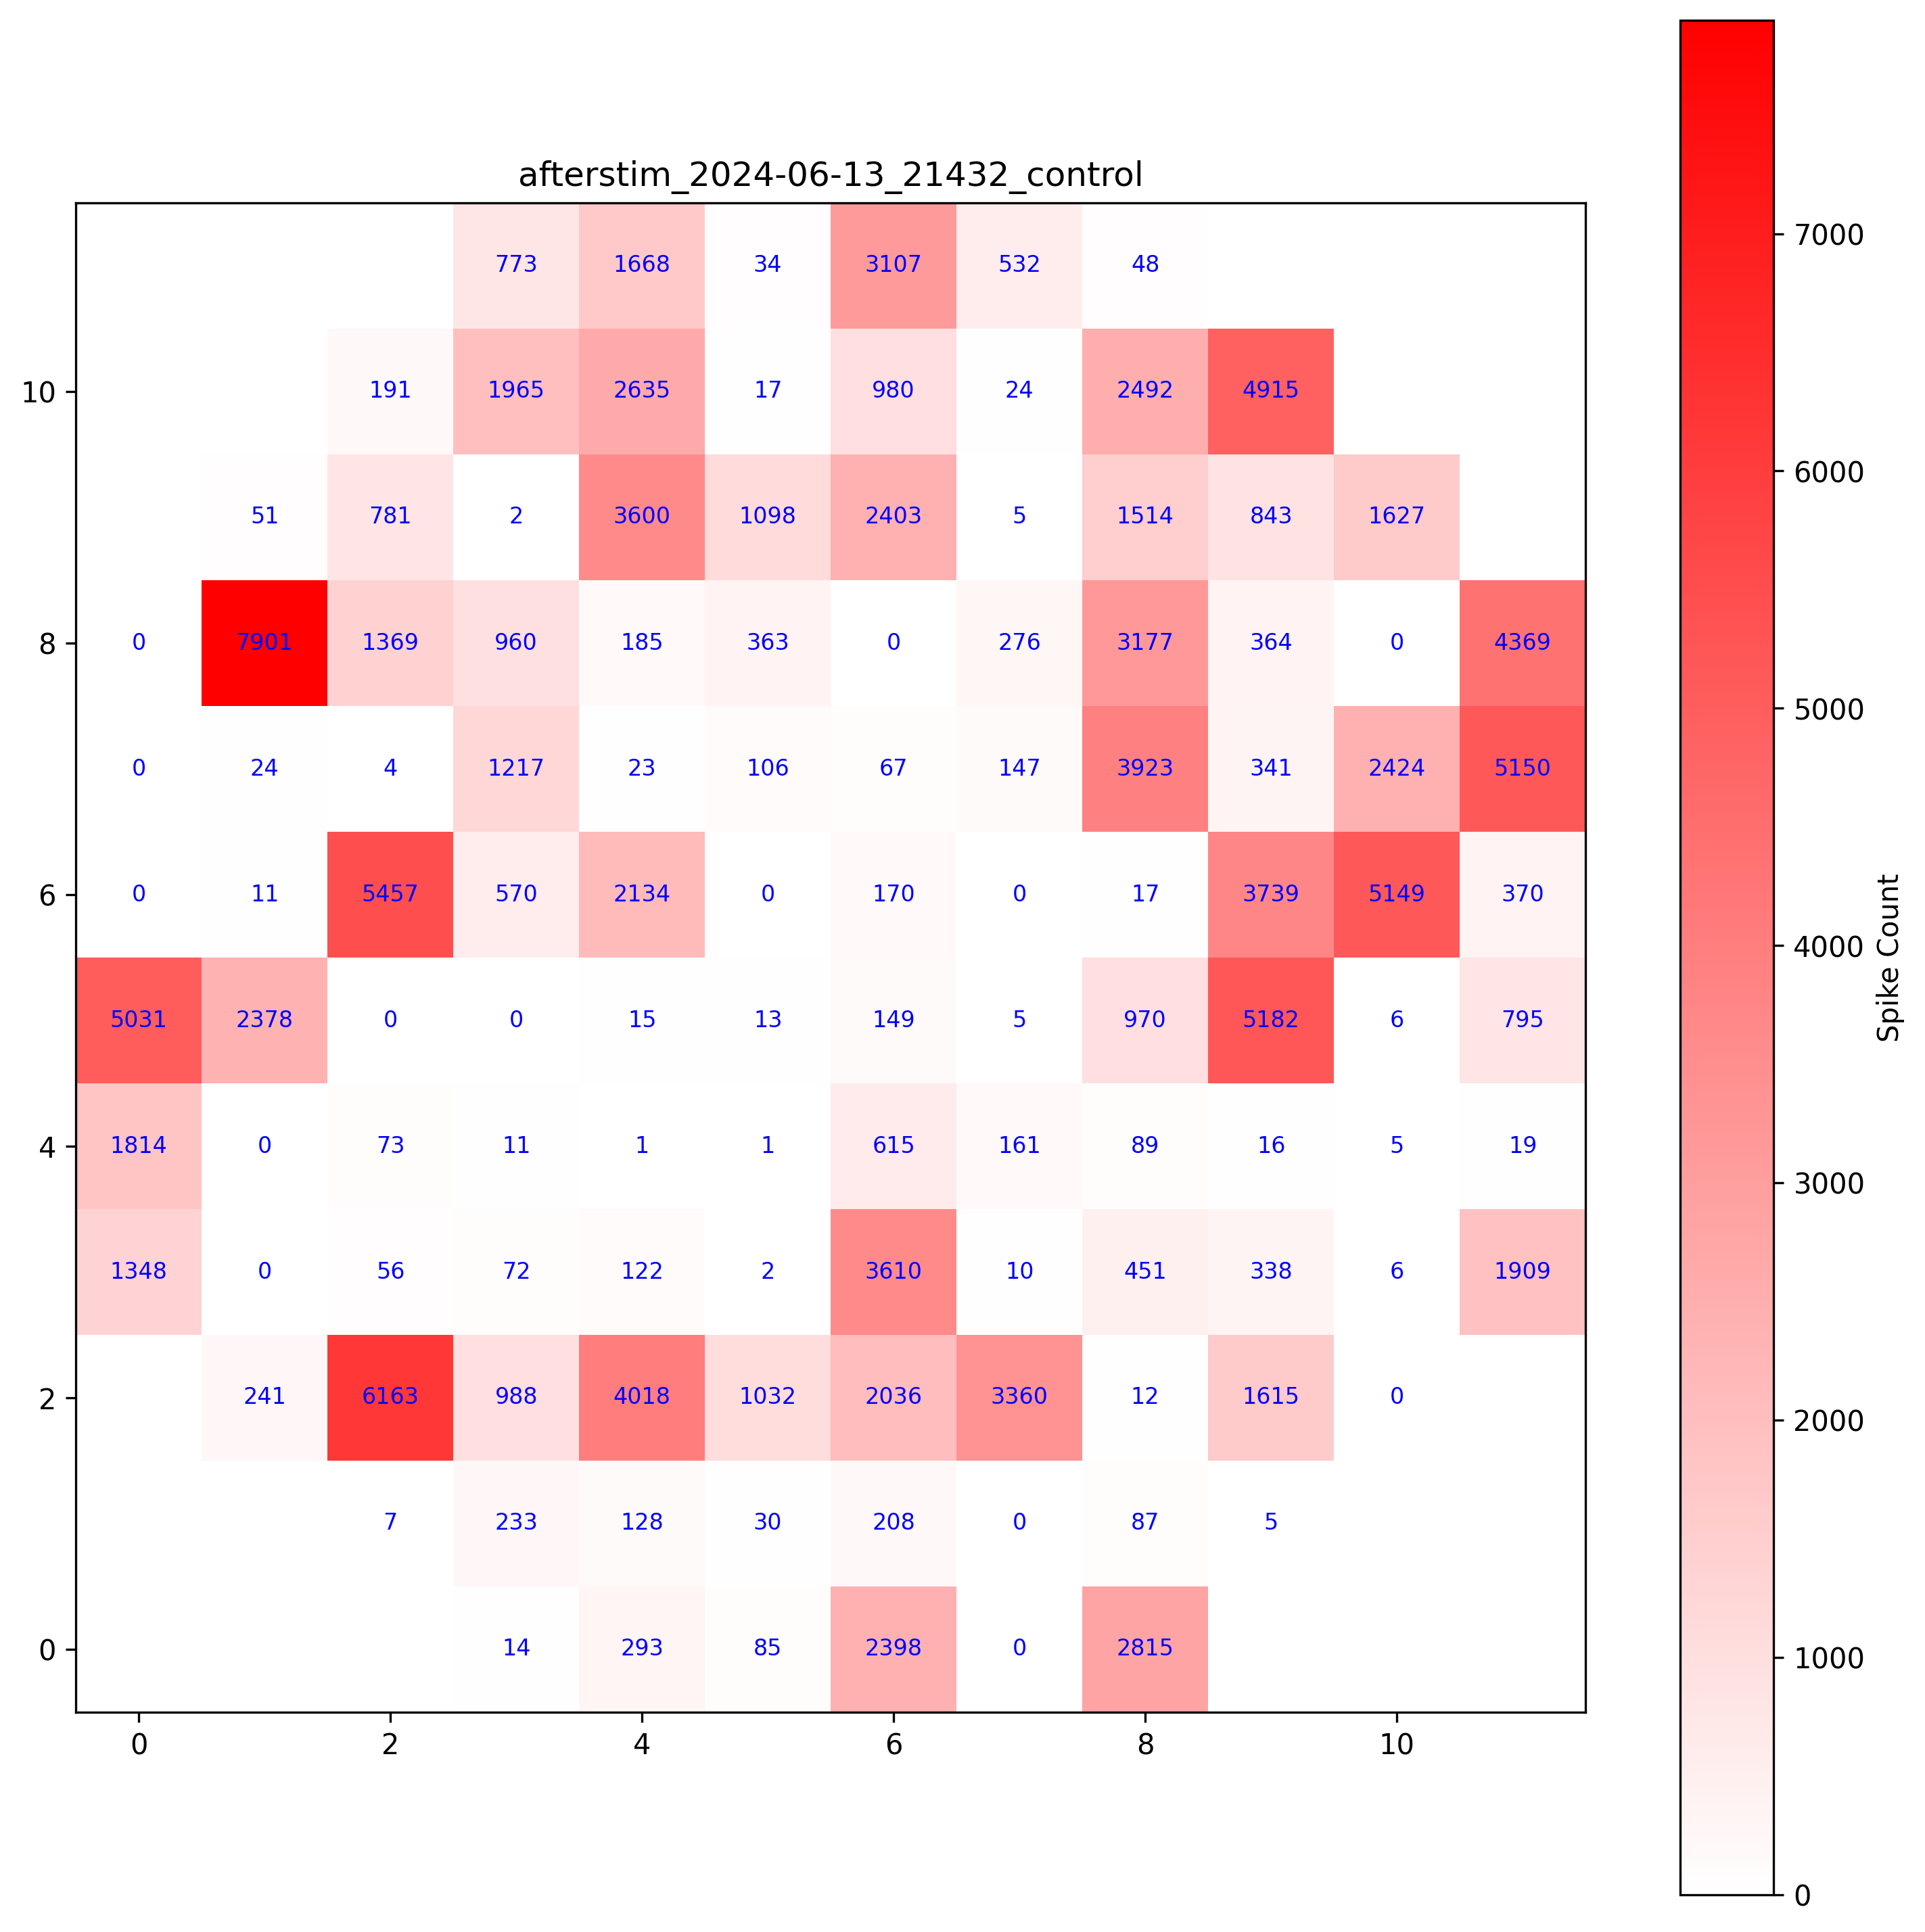 afterstim_2024-06-13_21432_control
773 1668 34 3107 532 48
10 191 1965 2635 17 980 24 2492 4915
51 781 2 3600 1098 2403 5 1514 843 1627
8 0 7901 1369 960 185 363 0 276 3177 364 0 4369
0 24 4 1217 23 106 67 147 3923 341 2424 5150
6 0 11 5457 570 2134 0 170 0 17 3739 5149 370
5031 2378 0 0 15 13 149 5 970 5182 6 795
4 1814 0 73 11 1 1 615 161 89 16 5 19
1348 0 56 72 122 2 3610 10 451 338 6 1909
2 241 6163 988 4018 1032 2036 3360 12 1615 0
7 233 128 30 208 0 87 5
0 14 293 85 2398 0 2815
0 2 4 6 8 10
7000
6000
5000
4000
3000
2000
1000
0
Spike Count